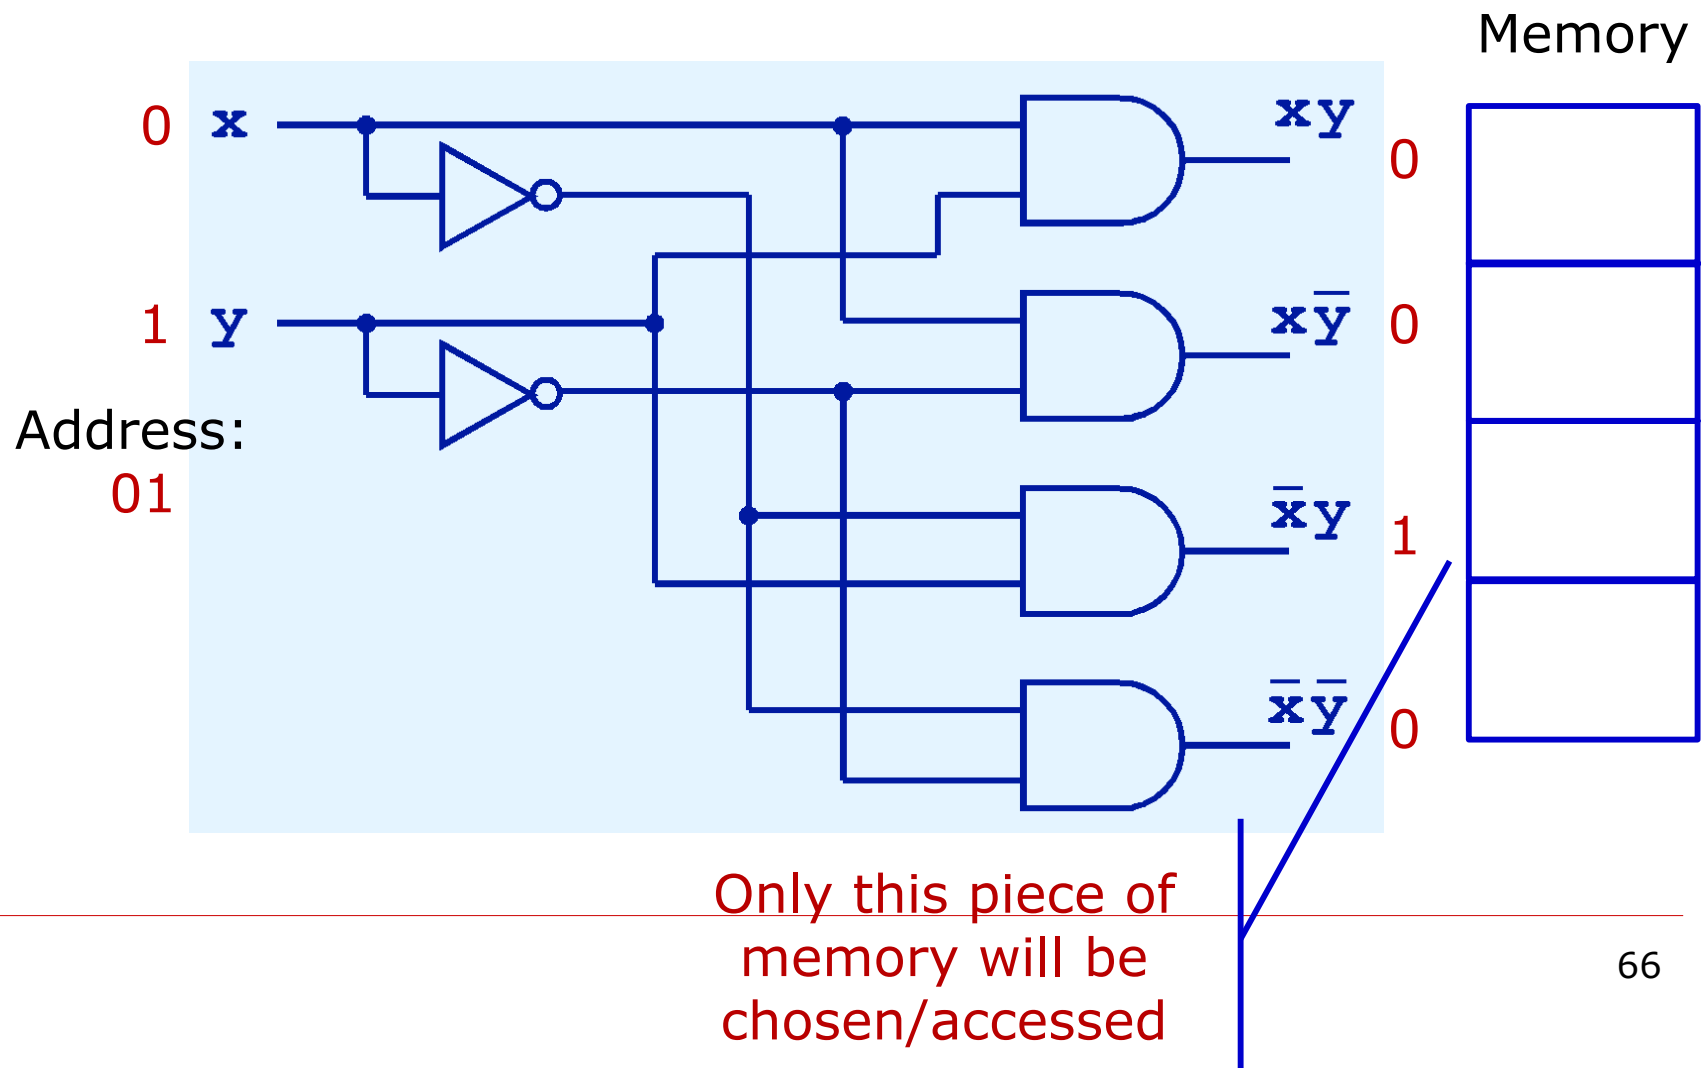 Memory
0 x xy 0
1 y xy̅ 0
Address:
01
x̅y 1
x̅y̅ 0
Only this piece of
memory will be
chosen/accessed
66